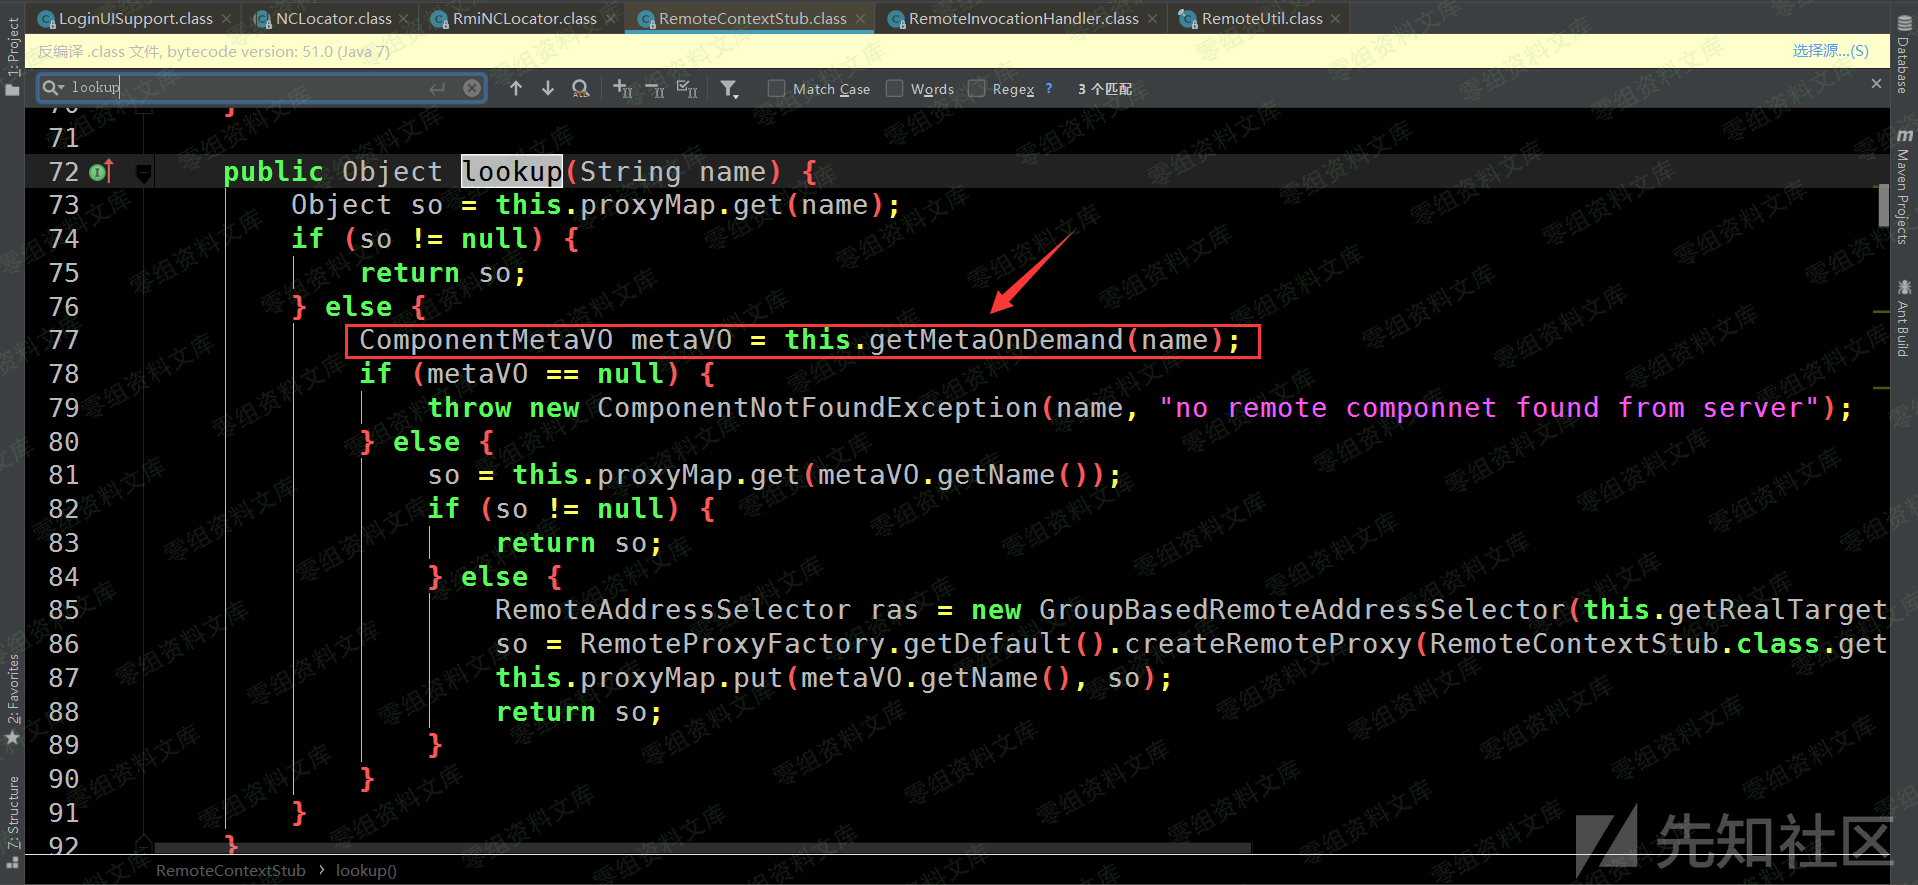 LoginUISupport.class
NCLocator.class
RmiNCLocator.class
RemoteContextStub.class
RemoteInvocationHandler.class
RemoteUtil.class
反编译 .class 文件, bytecode version: 51.0 (Java 7)
选择源...(S)
lookup
Match Case
Words
Regex
?
3 个匹配
70 }
71
72 public Object lookup(String name) {
73 Object so = this.proxyMap.get(name);
74 if (so != null) {
75 return so;
76 } else {
77 ComponentMetaVO metaVO = this.getMetaOnDemand(name);
78 if (metaVO == null) {
79 throw new ComponentNotFoundException(name, "no remote componnet found from server");
80 } else {
81 so = this.proxyMap.get(metaVO.getName());
82 if (so != null) {
83 return so;
84 } else {
85 RemoteAddressSelector ras = new GroupBasedRemoteAddressSelector(this.getRealTarget
86 so = RemoteProxyFactory.getDefault().createRemoteProxy(RemoteContextStub.class.get
87 this.proxyMap.put(metaVO.getName(), so);
88 return so;
89 }
90 }
91 }
92 }
RemoteContextStub › lookup()
1: Project
2: Favorites
7: Structure
Database
Maven Projects
Ant Build
零组资料文库
先知社区